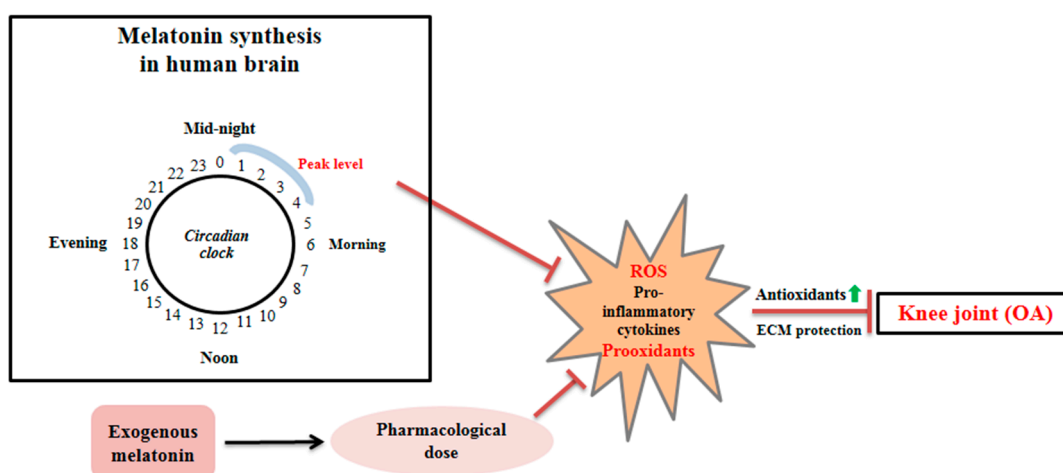 Melatonin synthesis
in human brain
Mid-night
Peak level
0
1
2
3
4
5
6
7
8
9
10
11
12
13
14
15
16
17
18
19
20
21
22
23
Circadian
clock
Evening
Morning
Noon
Exogenous
melatonin
Pharmacological
dose
ROS
Pro-
inflammatory
cytokines
Prooxidants
Antioxidants
ECM protection
Knee joint (OA)